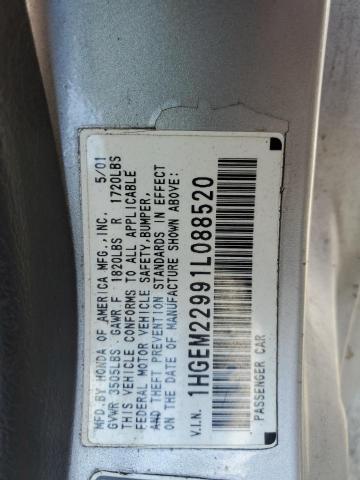 MFD.BY HONDA OF AMERICA MFG.,INC. 5/01
GVWR 3505LBS GAWR F 1820LBS R 1720LBS
THIS VEHICLE CONFORMS TO ALL APPLICABLE
FEDERAL MOTOR VEHICLE SAFETY,BUMPER,
AND THEFT PREVENTION STANDARDS IN EFFECT
ON THE DATE OF MANUFACTURE SHOWN ABOVE:
V.I.N. 1HGEM22991L088520
PASSENGER CAR